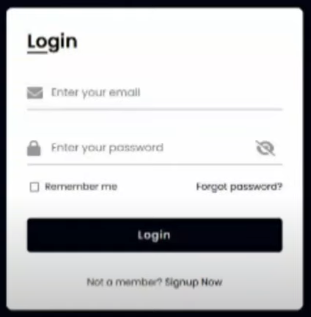 Login
Enter your email
Enter your password
Remember me Forgot password?
Login
Not a member? Signup Now